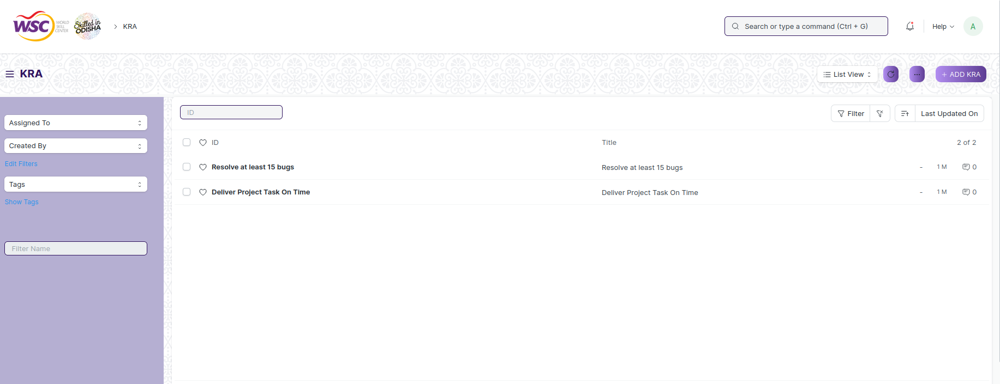 WSC WORLD SKILL CENTER
Skilled in ODISHA
KRA
Search or type a command (Ctrl + G)
Help
A
KRA
List View
+ ADD KRA
Assigned To
Created By
Edit Filters
Tags
Show Tags
Filter Name
ID
Filter
Last Updated On
ID Title 2 of 2
Resolve at least 15 bugs Resolve at least 15 bugs - 1 M 0
Deliver Project Task On Time Deliver Project Task On Time - 1 M 0